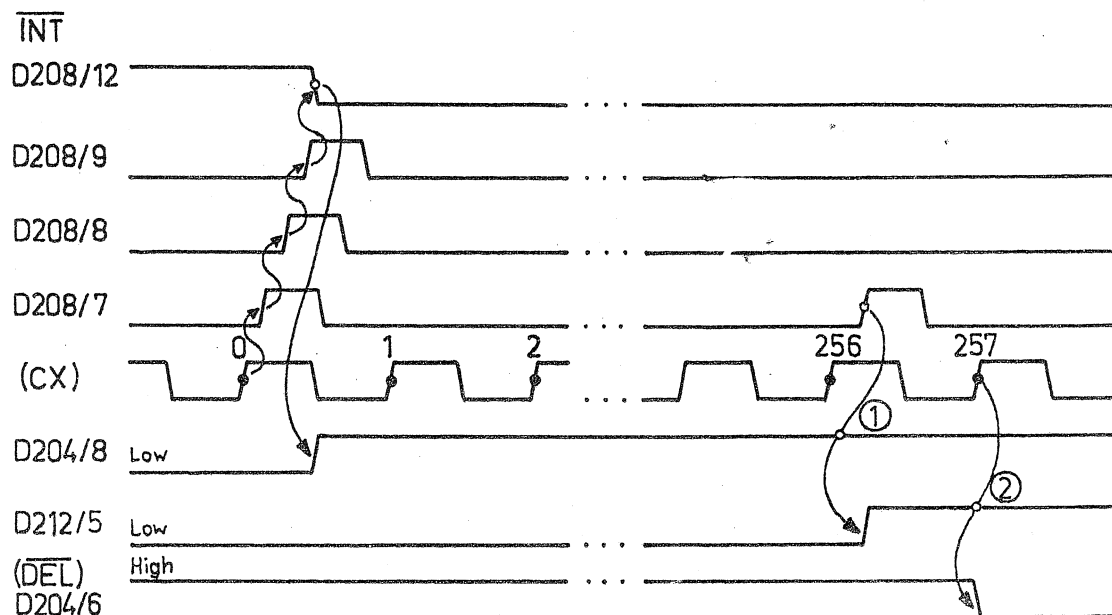 INT
D208/12
D208/9
D208/8
D208/7
0 1 2 256 257
(CX)
①
D204/8 Low
②
D212/5 Low
(DEL) High
D204/6